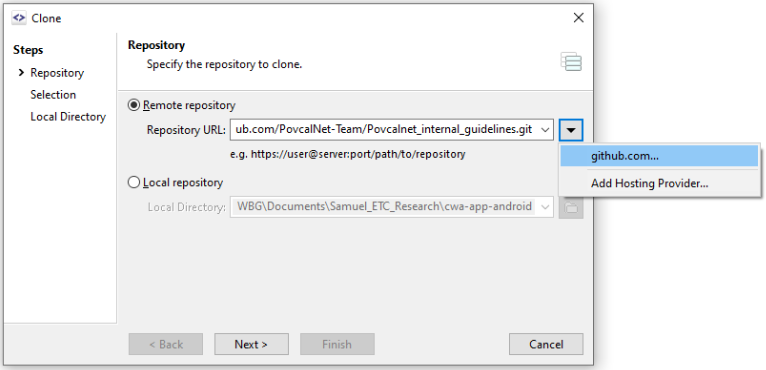 Clone
Steps
Repository
Selection
Local Directory
Repository
Specify the repository to clone.
Remote repository
Repository URL: ub.com/PovcalNet-Team/Povcalnet_internal_guidelines.git
e.g. https://user@server:port/path/to/repository
github.com...
Add Hosting Provider...
Local repository
Local Directory: WBG\Documents\Samuel_ETC_Research\cwa-app-android
< Back Next > Finish Cancel